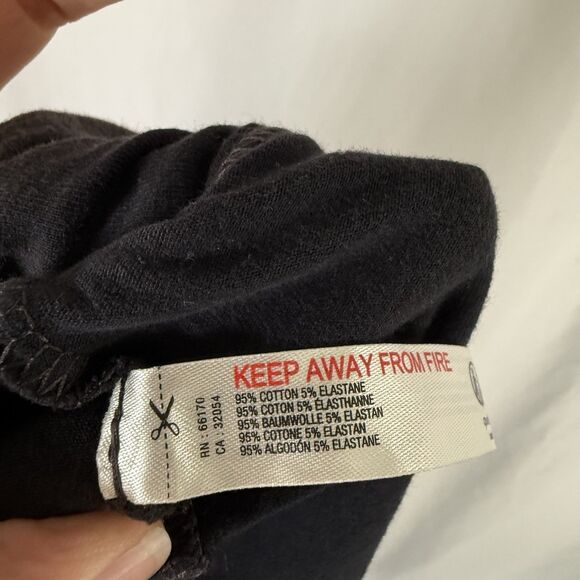 KEEP AWAY FROM FIRE
95% COTTON 5% ELASTANE
95% COTON 5% ÉLASTHANNE
95% BAUMWOLLE 5% ELASTAN
95% COTONE 5% ELASTAN
95% ALGODÓN 5% ELASTANE
RN : 66170
CA : 32054